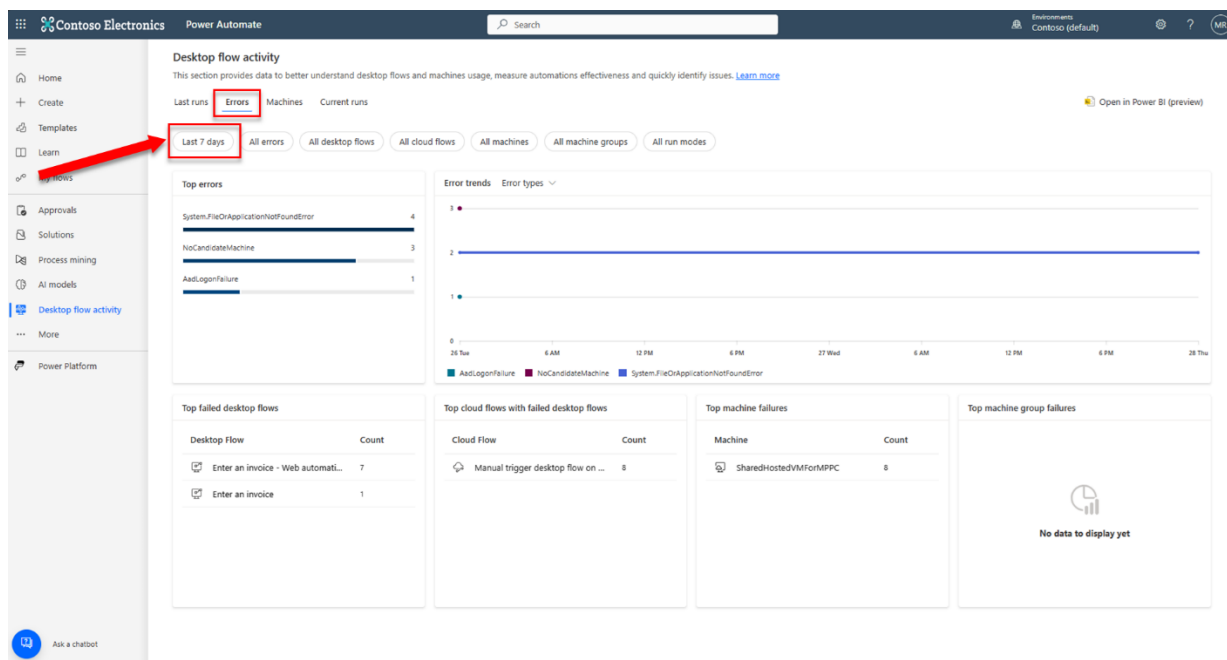 Contoso Electronics Power Automate Search Environments
Contoso (default) ? MR
Home
Create
Templates
Learn
My flows
Approvals
Solutions
Process mining
AI models
Desktop flow activity
More
Power Platform
Ask a chatbot
Desktop flow activity
This section provides data to better understand desktop flows and machines usage, measure automations effectiveness and quickly identify issues. Learn more
Last runs Errors Machines Current runs Open in Power BI (preview)
Last 7 days All errors All desktop flows All cloud flows All machines All machine groups All run modes
Top errors
System.FileOrApplicationNotFoundError 4
NoCandidateMachine 3
AadLogonFailure 1
Error trends Error types
3
2
1
0
26 Tue 6 AM 12 PM 6 PM 27 Wed 6 AM 12 PM 6 PM 28 Thu
AadLogonFailure NoCandidateMachine System.FileOrApplicationNotFoundError
Top failed desktop flows
Desktop Flow Count
Enter an invoice - Web automati... 7
Enter an invoice 1
Top cloud flows with failed desktop flows
Cloud Flow Count
Manual trigger desktop flow on ... 8
Top machine failures
Machine Count
SharedHostedVMForMPPC 8
Top machine group failures
No data to display yet